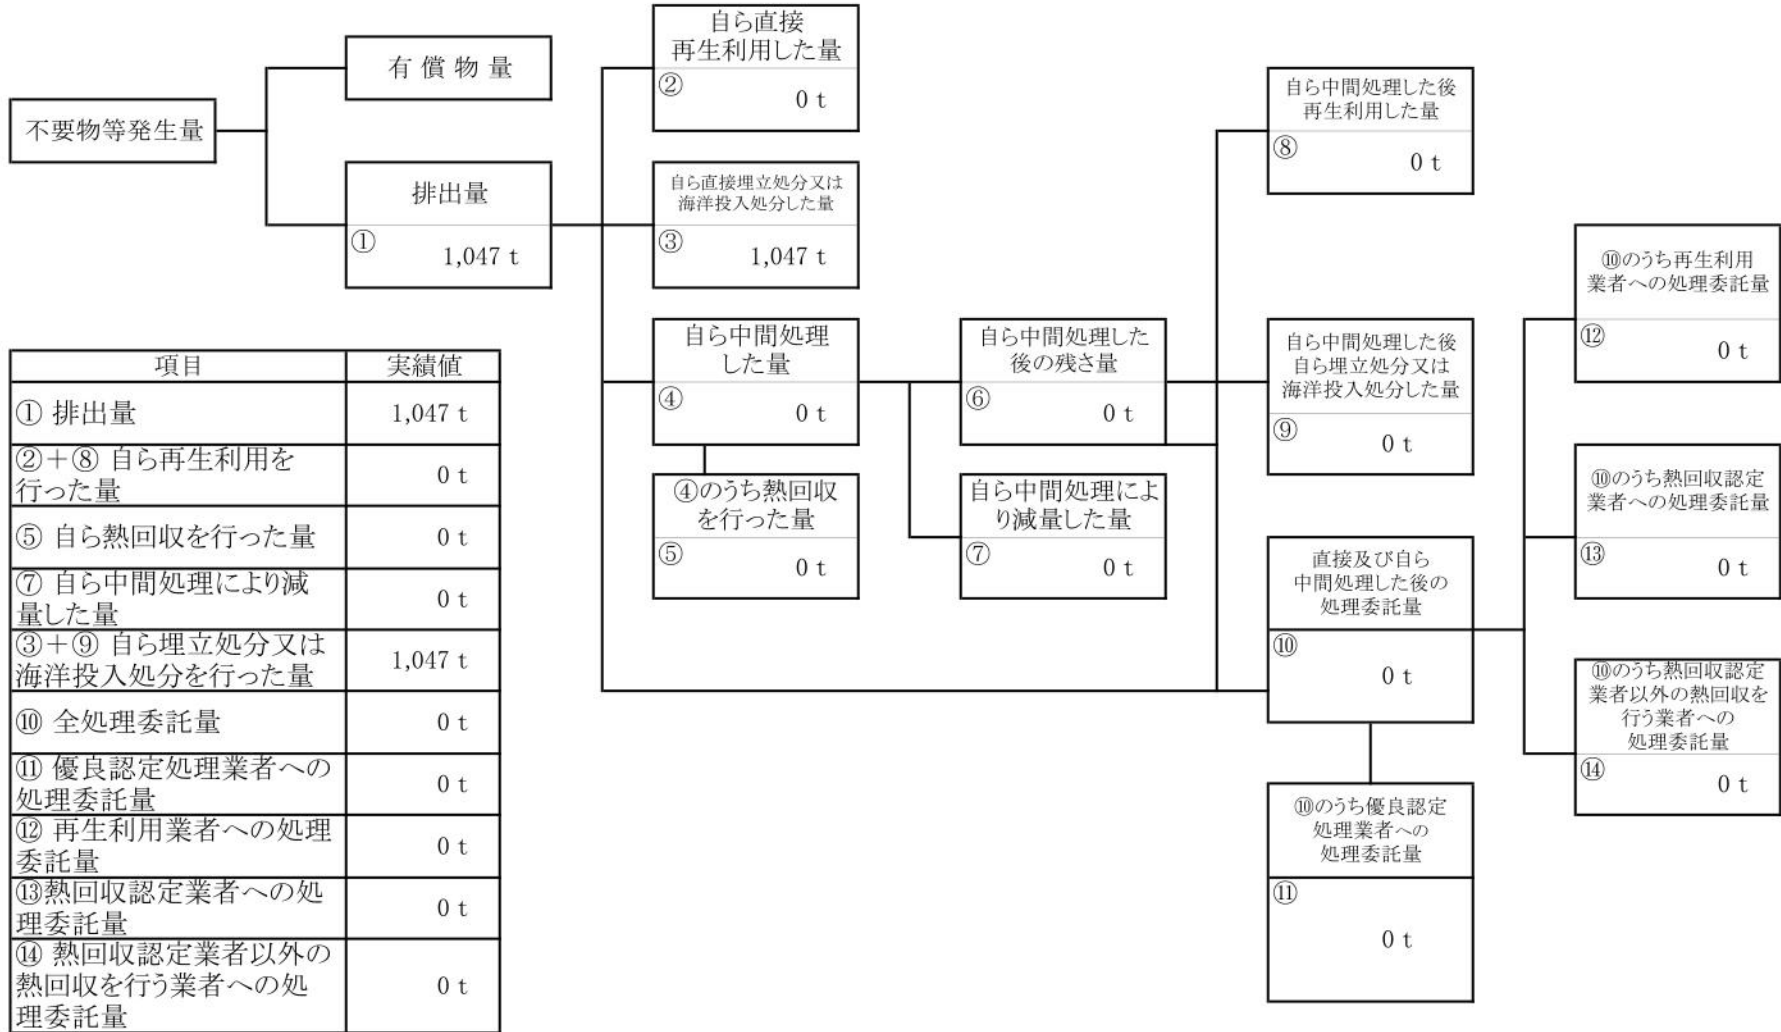 不要物等発生量
有償物量
排出量
①
1,047 t
自ら直接
再生利用した量
②
0 t
自ら直接埋立処分又は
海洋投入処分した量
③
1,047 t
自ら中間処理
した量
④
0 t
④のうち熱回収
を行った量
⑤
0 t
自ら中間処理した
後の残さ量
⑥
0 t
自ら中間処理によ
り減量した量
⑦
0 t
自ら中間処理した後
再生利用した量
⑧
0 t
自ら中間処理した後
自ら埋立処分又は
海洋投入処分した量
⑨
0 t
直接及び自ら
中間処理した後の
処理委託量
⑩
0 t
⑩のうち優良認定
処理業者への
処理委託量
⑪
0 t
⑩のうち再生利用
業者への処理委託量
⑫
0 t
⑩のうち熱回収認定
業者への処理委託量
⑬
0 t
⑩のうち熱回収認定
業者以外の熱回収を
行う業者への
処理委託量
⑭
0 t
項目 実績値
① 排出量 1,047 t
②＋⑧ 自ら再生利用を
行った量 0 t
⑤ 自ら熱回収を行った量 0 t
⑦ 自ら中間処理により減
量した量 0 t
③＋⑨ 自ら埋立処分又は
海洋投入処分を行った量 1,047 t
⑩ 全処理委託量 0 t
⑪ 優良認定処理業者への
処理委託量 0 t
⑫ 再生利用業者への処理
委託量 0 t
⑬熱回収認定業者への処
理委託量 0 t
⑭ 熱回収認定業者以外の
熱回収を行う業者への処
理委託量 0 t